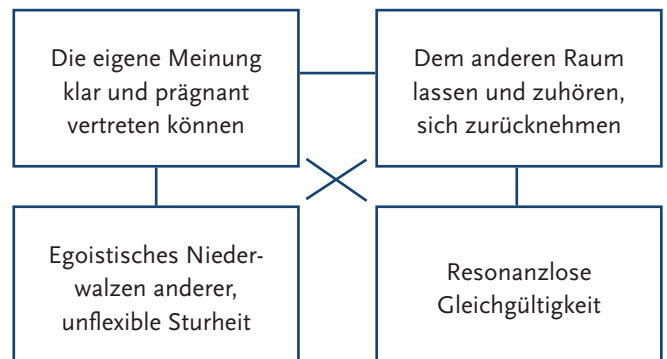 Die eigene Meinung
klar und prägnant
vertreten können
Dem anderen Raum
lassen und zuhören,
sich zurücknehmen
Egoistisches Nieder-
walzen anderer,
unflexible Sturheit
Resonanzlose
Gleichgültigkeit